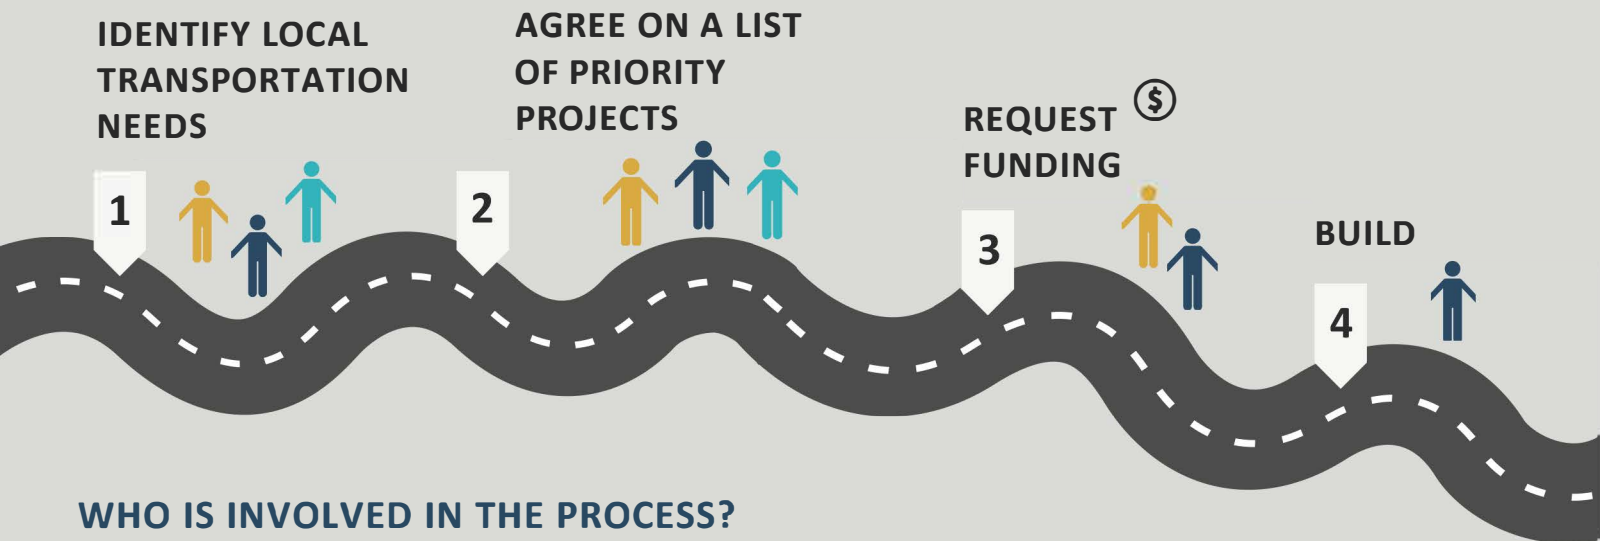 IDENTIFY LOCAL
TRANSPORTATION
NEEDS
1
AGREE ON A LIST
OF PRIORITY
PROJECTS
2
REQUEST
FUNDING
$
3
BUILD
4
WHO IS INVOLVED IN THE PROCESS?